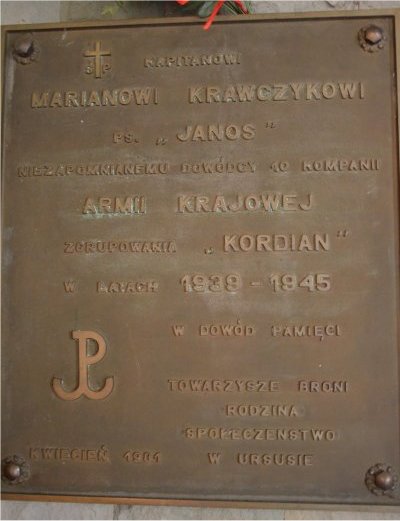 S P KAPITANOWI
MARIANOWI KRAWCZYKOWI
PS. „JANOS”
NIEZAPOMNIANEMU DOWÓDCY 10 KOMPANII
ARMII KRAJOWEJ
ZGRUPOWANIA „KORDIAN”
W LATACH 1939-1945
W DOWÓD PAMIĘCI
TOWARZYSZE BRONI
RODZINA
SPOŁECZEŃSTWO
W URSUSIE
KWIECIEŃ 1981